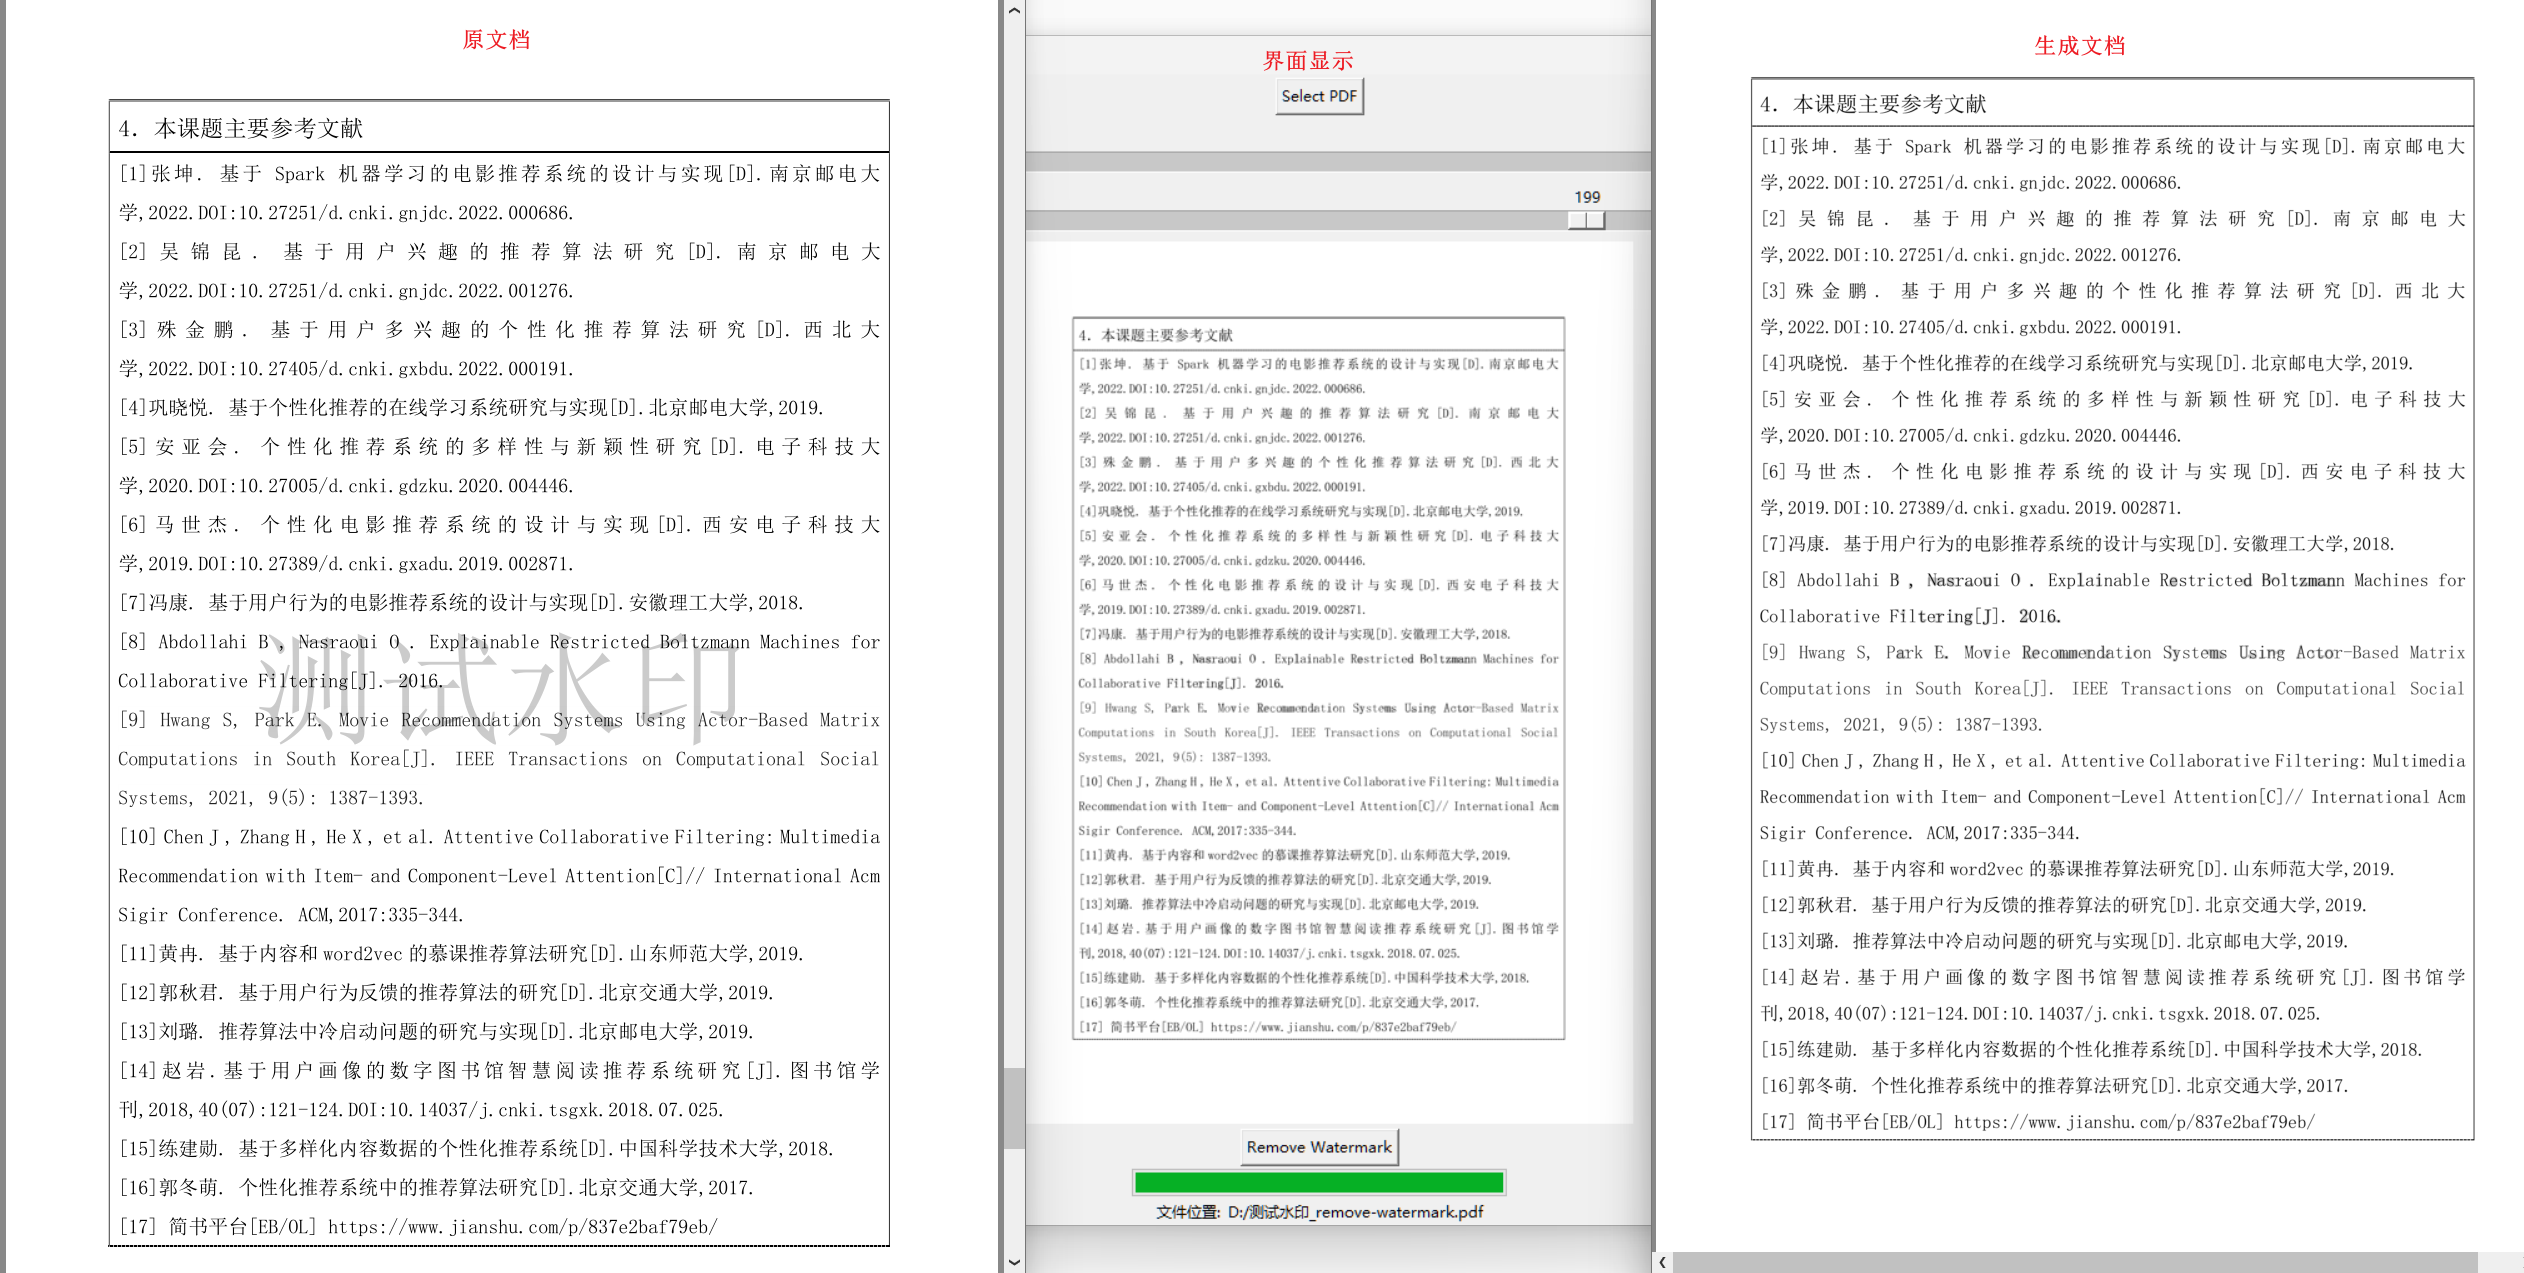 原文档
4. 本课题主要参考文献
[1]张坤. 基于 Spark 机器学习的电影推荐系统的设计与实现[D].南京邮电大
学,2022.DOI:10.27251/d.cnki.gnjdc.2022.000686.
[2]吴锦昆. 基于用户兴趣的推荐算法研究[D].南京邮电大
学,2022.DOI:10.27251/d.cnki.gnjdc.2022.001276.
[3]殊金鹏. 基于用户多兴趣的个性化推荐算法研究[D].西北大
学,2022.DOI:10.27405/d.cnki.gxbdu.2022.000191.
[4]巩晓悦. 基于个性化推荐的在线学习系统研究与实现[D].北京邮电大学,2019.
[5]安亚会. 个性化推荐系统的多样性与新颖性研究[D].电子科技大
学,2020.DOI:10.27005/d.cnki.gdzku.2020.004446.
[6]马世杰. 个性化电影推荐系统的设计与实现[D].西安电子科技大
学,2019.DOI:10.27389/d.cnki.gxadu.2019.002871.
[7]冯康. 基于用户行为的电影推荐系统的设计与实现[D].安徽理工大学,2018.
[8] Abdollahi B , Nasraoui O . Explainable Restricted Boltzmann Machines for
Collaborative Filtering[J]. 2016.
测试水印
[9] Hwang S, Park E. Movie Recommendation Systems Using Actor-Based Matrix
Computations in South Korea[J]. IEEE Transactions on Computational Social
Systems, 2021, 9(5): 1387-1393.
[10] Chen J , Zhang H , He X , et al. Attentive Collaborative Filtering: Multimedia
Recommendation with Item- and Component-Level Attention[C]// International Acm
Sigir Conference. ACM,2017:335-344.
[11]黄冉. 基于内容和 word2vec 的慕课推荐算法研究[D].山东师范大学,2019.
[12]郭秋君. 基于用户行为反馈的推荐算法的研究[D].北京交通大学,2019.
[13]刘璐. 推荐算法中冷启动问题的研究与实现[D].北京邮电大学,2019.
[14]赵岩.基于用户画像的数字图书馆智慧阅读推荐系统研究[J].图书馆学
刊,2018,40(07):121-124.DOI:10.14037/j.cnki.tsgxk.2018.07.025.
[15]练建勋. 基于多样化内容数据的个性化推荐系统[D].中国科学技术大学,2018.
[16]郭冬萌. 个性化推荐系统中的推荐算法研究[D].北京交通大学,2017.
[17] 简书平台[EB/OL] https://www.jianshu.com/p/837e2baf79eb/
界面显示
Select PDF
199
4. 本课题主要参考文献
[1]张坤. 基于 Spark 机器学习的电影推荐系统的设计与实现[D].南京邮电大
学,2022.DOI:10.27251/d.cnki.gnjdc.2022.000686.
[2]吴锦昆. 基于用户兴趣的推荐算法研究[D].南京邮电大
学,2022.DOI:10.27251/d.cnki.gnjdc.2022.001276.
[3]殊金鹏. 基于用户多兴趣的个性化推荐算法研究[D].西北大
学,2022.DOI:10.27405/d.cnki.gxbdu.2022.000191.
[4]巩晓悦. 基于个性化推荐的在线学习系统研究与实现[D].北京邮电大学,2019.
[5]安亚会. 个性化推荐系统的多样性与新颖性研究[D].电子科技大
学,2020.DOI:10.27005/d.cnki.gdzku.2020.004446.
[6]马世杰. 个性化电影推荐系统的设计与实现[D].西安电子科技大
学,2019.DOI:10.27389/d.cnki.gxadu.2019.002871.
[7]冯康. 基于用户行为的电影推荐系统的设计与实现[D].安徽理工大学,2018.
[8] Abdollahi B , Nasraoui O . Explainable Restricted Boltzmann Machines for
Collaborative Filtering[J]. 2016.
[9] Hwang S, Park E. Movie Recommendation Systems Using Actor-Based Matrix
Computations in South Korea[J]. IEEE Transactions on Computational Social
Systems, 2021, 9(5): 1387-1393.
[10] Chen J , Zhang H , He X , et al. Attentive Collaborative Filtering: Multimedia
Recommendation with Item- and Component-Level Attention[C]// International Acm
Sigir Conference. ACM,2017:335-344.
[11]黄冉. 基于内容和 word2vec 的慕课推荐算法研究[D].山东师范大学,2019.
[12]郭秋君. 基于用户行为反馈的推荐算法的研究[D].北京交通大学,2019.
[13]刘璐. 推荐算法中冷启动问题的研究与实现[D].北京邮电大学,2019.
[14]赵岩.基于用户画像的数字图书馆智慧阅读推荐系统研究[J].图书馆学
刊,2018,40(07):121-124.DOI:10.14037/j.cnki.tsgxk.2018.07.025.
[15]练建勋. 基于多样化内容数据的个性化推荐系统[D].中国科学技术大学,2018.
[16]郭冬萌. 个性化推荐系统中的推荐算法研究[D].北京交通大学,2017.
[17] 简书平台[EB/OL] https://www.jianshu.com/p/837e2baf79eb/
Remove Watermark
文件位置: D:/测试水印_remove-watermark.pdf
生成文档
4. 本课题主要参考文献
[1]张坤. 基于 Spark 机器学习的电影推荐系统的设计与实现[D].南京邮电大
学,2022.DOI:10.27251/d.cnki.gnjdc.2022.000686.
[2]吴锦昆. 基于用户兴趣的推荐算法研究[D].南京邮电大
学,2022.DOI:10.27251/d.cnki.gnjdc.2022.001276.
[3]殊金鹏. 基于用户多兴趣的个性化推荐算法研究[D].西北大
学,2022.DOI:10.27405/d.cnki.gxbdu.2022.000191.
[4]巩晓悦. 基于个性化推荐的在线学习系统研究与实现[D].北京邮电大学,2019.
[5]安亚会. 个性化推荐系统的多样性与新颖性研究[D].电子科技大
学,2020.DOI:10.27005/d.cnki.gdzku.2020.004446.
[6]马世杰. 个性化电影推荐系统的设计与实现[D].西安电子科技大
学,2019.DOI:10.27389/d.cnki.gxadu.2019.002871.
[7]冯康. 基于用户行为的电影推荐系统的设计与实现[D].安徽理工大学,2018.
[8] Abdollahi B , Nasraoui O . Explainable Restricted Boltzmann Machines for
Collaborative Filtering[J]. 2016.
[9] Hwang S, Park E. Movie Recommendation Systems Using Actor-Based Matrix
Computations in South Korea[J]. IEEE Transactions on Computational Social
Systems, 2021, 9(5): 1387-1393.
[10] Chen J , Zhang H , He X , et al. Attentive Collaborative Filtering: Multimedia
Recommendation with Item- and Component-Level Attention[C]// International Acm
Sigir Conference. ACM,2017:335-344.
[11]黄冉. 基于内容和 word2vec 的慕课推荐算法研究[D].山东师范大学,2019.
[12]郭秋君. 基于用户行为反馈的推荐算法的研究[D].北京交通大学,2019.
[13]刘璐. 推荐算法中冷启动问题的研究与实现[D].北京邮电大学,2019.
[14]赵岩.基于用户画像的数字图书馆智慧阅读推荐系统研究[J].图书馆学
刊,2018,40(07):121-124.DOI:10.14037/j.cnki.tsgxk.2018.07.025.
[15]练建勋. 基于多样化内容数据的个性化推荐系统[D].中国科学技术大学,2018.
[16]郭冬萌. 个性化推荐系统中的推荐算法研究[D].北京交通大学,2017.
[17] 简书平台[EB/OL] https://www.jianshu.com/p/837e2baf79eb/